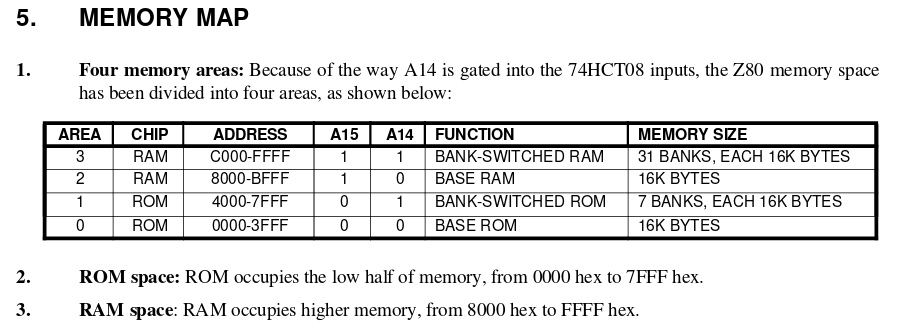 5. MEMORY MAP
1. Four memory areas: Because of the way A14 is gated into the 74HCT08 inputs, the Z80 memory space
has been divided into four areas, as shown below:
AREA CHIP ADDRESS A15 A14 FUNCTION MEMORY SIZE
3 RAM C000-FFFF 1 1 BANK-SWITCHED RAM 31 BANKS, EACH 16K BYTES
2 RAM 8000-BFFF 1 0 BASE RAM 16K BYTES
1 ROM 4000-7FFF 0 1 BANK-SWITCHED ROM 7 BANKS, EACH 16K BYTES
0 ROM 0000-3FFF 0 0 BASE ROM 16K BYTES
2. ROM space: ROM occupies the low half of memory, from 0000 hex to 7FFF hex.
3. RAM space: RAM occupies higher memory, from 8000 hex to FFFF hex.